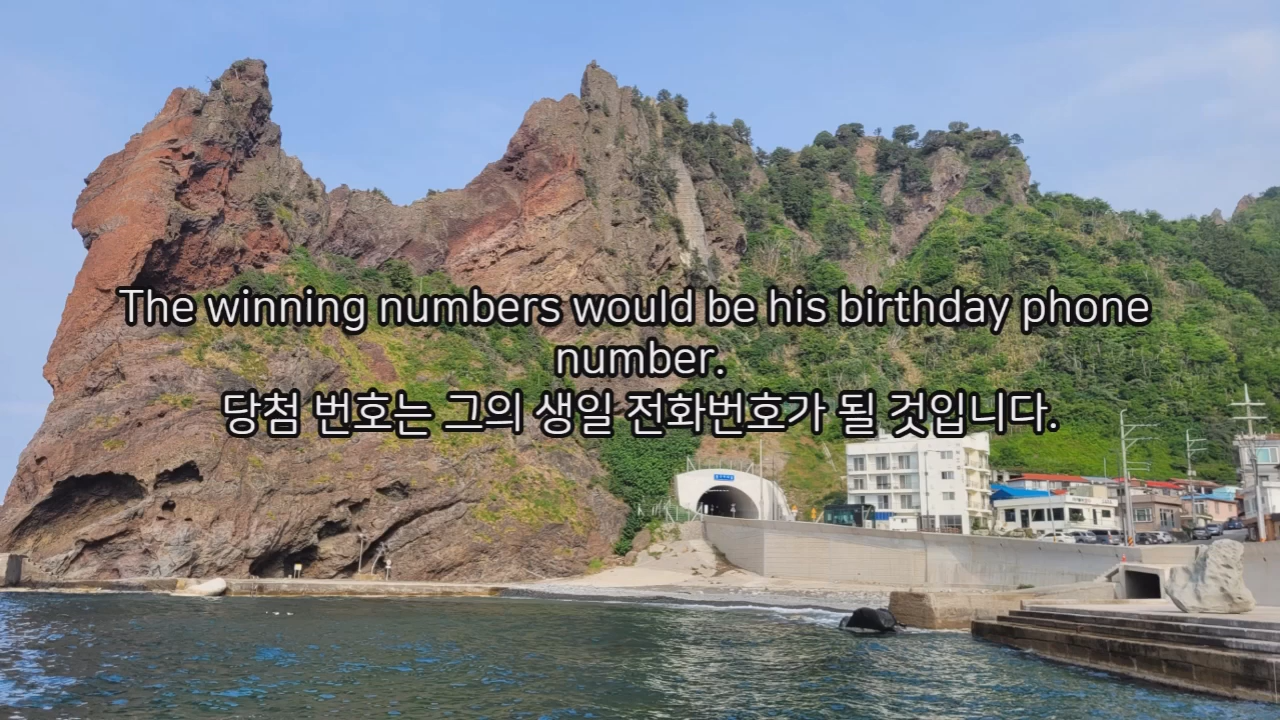 The winning numbers would be his birthday phone
number.
당첨 번호는 그의 생일 전화번호가 될 것입니다.